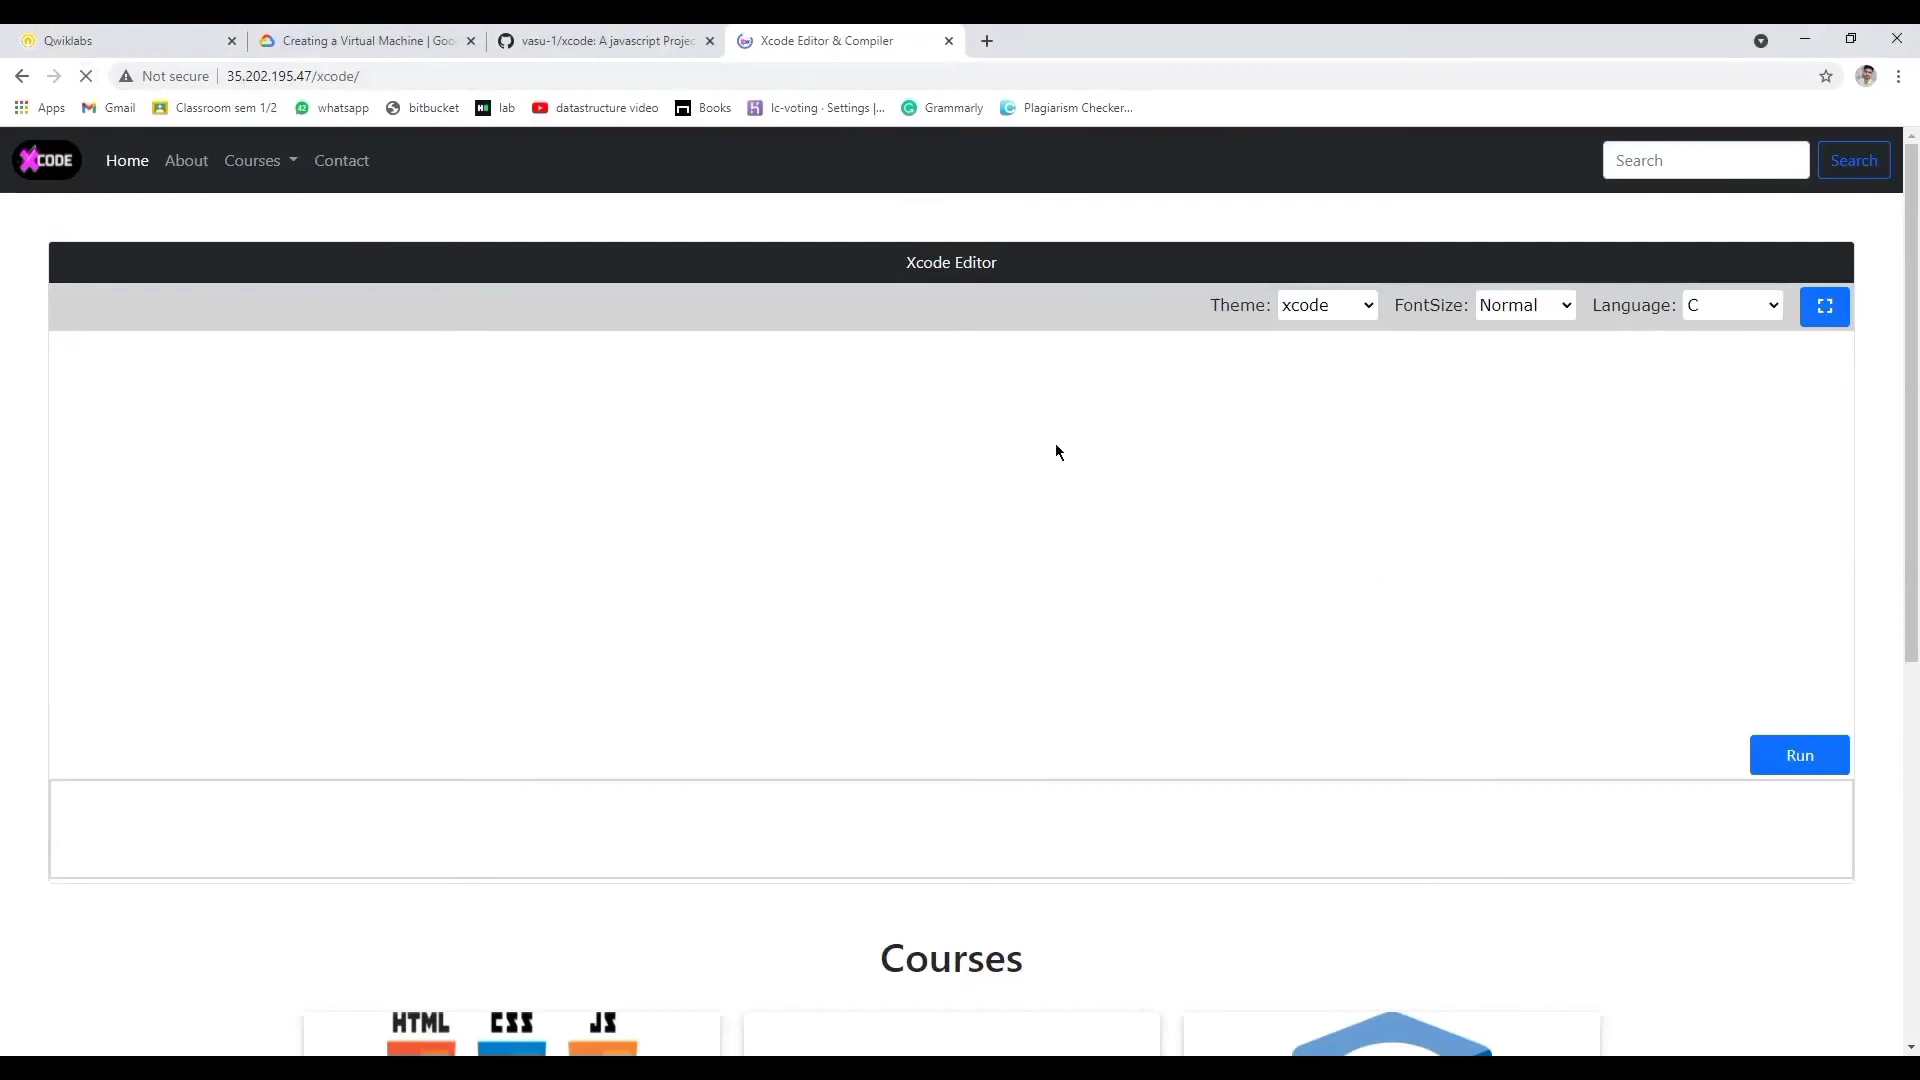 Qwiklabs
Creating a Virtual Machine | Goo
vasu-1/xcode: A javascript Projec
Xcode Editor & Compiler
Not secure
35.202.195.47/xcode/
Apps
Gmail
Classroom sem 1/2
whatsapp
bitbucket
lab
datastructure video
Books
lc-voting · Settings |...
Grammarly
Plagiarism Checker...
XCODE
Home
About
Courses
Contact
Search
Search
Xcode Editor
Theme: xcode
FontSize: Normal
Language: C
Run
Courses
HTML
CSS
JS